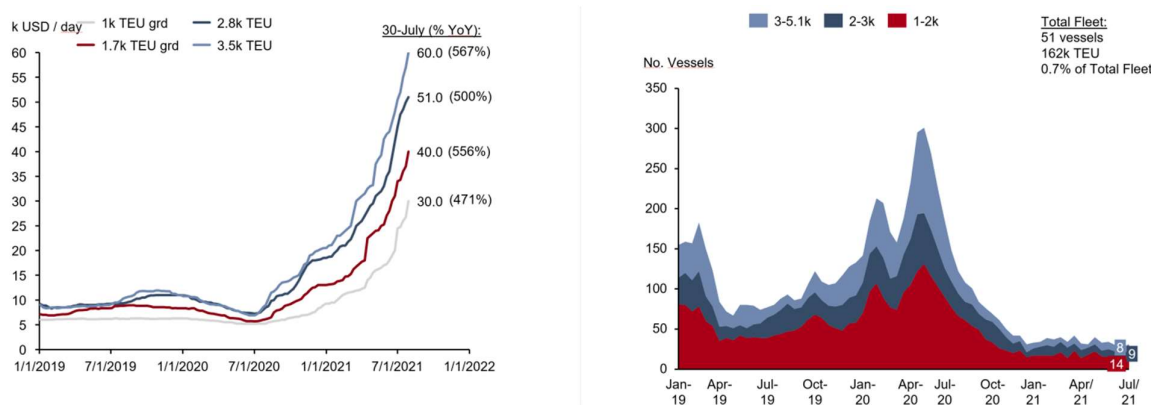 k USD / day
1k TEU grd
2.8k TEU
1.7k TEU grd
3.5k TEU
30-July (% YoY):
60
55
50
45
40
35
30
25
20
15
10
5
0
60.0 (567%)
51.0 (500%)
40.0 (556%)
30.0 (471%)
1/1/2019
7/1/2019
1/1/2020
7/1/2020
1/1/2021
7/1/2021
1/1/2022
3-5.1k
2-3k
1-2k
Total Fleet:
51 vessels
162k TEU
0.7% of Total Fleet
No. Vessels
350
300
250
200
150
100
50
0
8
9
14
Jan-
19
Apr-
19
Jul-
19
Oct-
19
Jan-
20
Apr-
20
Jul-
20
Oct-
20
Jan-
21
Apr/
21
Jul/
21